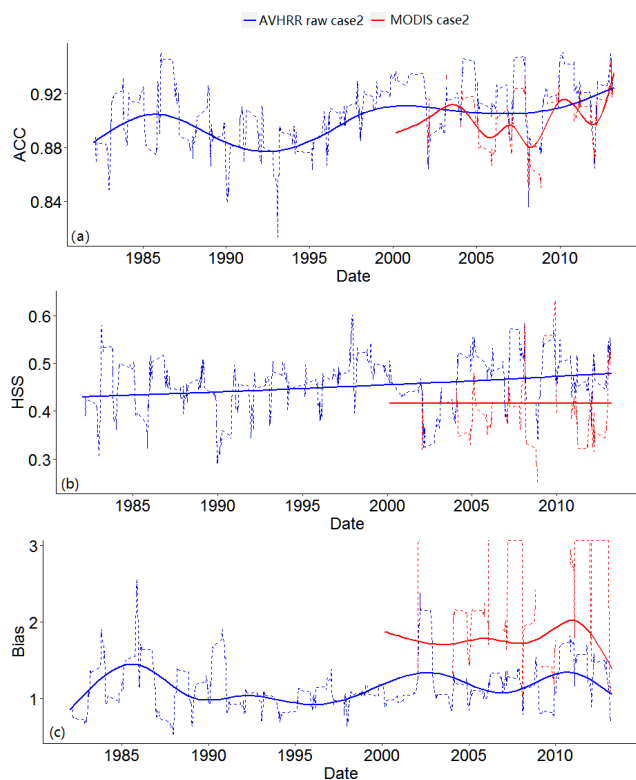 AVHRR raw case2 MODIS case2
0.92
0.88
0.84
ACC
(a)
1985 1990 1995 2000 2005 2010
Date
0.6
0.5
0.4
0.3
HSS
(b)
1985 1990 1995 2000 2005 2010
Date
3
2
1
Bias
(c)
1985 1990 1995 2000 2005 2010
Date